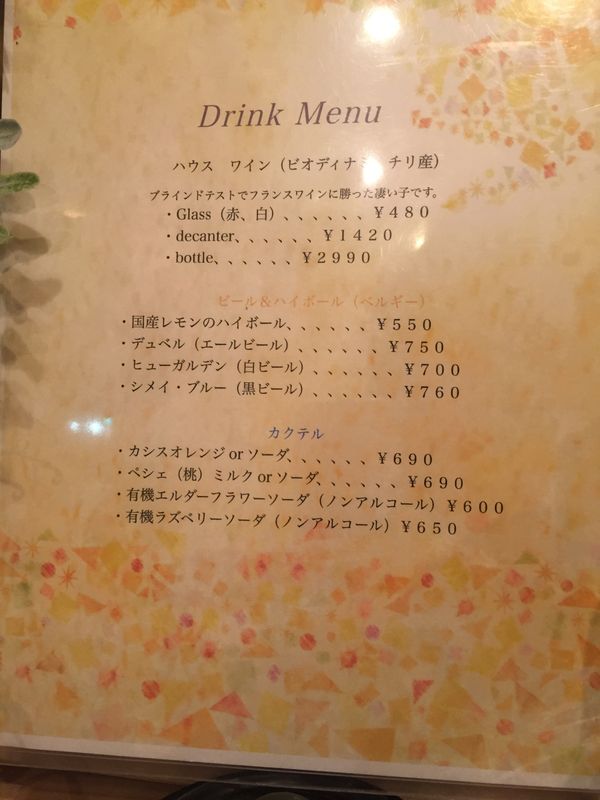 Drink Menu
ハウス　ワイン（ビオディナミ、チリ産）
ブラインドテストでフランスワインに勝った凄い子です。
・Glass（赤、白）、、、、、、￥４８０
・decanter、、、、、、￥１４２０
・bottle、、、、、、￥２９９０
ビール＆ハイボール（ベルギー）
・国産レモンのハイボール、、、、、、￥５５０
・デュベル（エールビール）、、、、、、￥７５０
・ヒューガルデン（白ビール）、、、、、、￥７００
・シメイ・ブルー（黒ビール）、、、、、、￥７６０
カクテル
・カシスオレンジ or ソーダ、、、、、、￥６９０
・ペシェ（桃）ミルク or ソーダ、、、、、、￥６９０
・有機エルダーフラワーソーダ（ノンアルコール）￥６００
・有機ラズベリーソーダ（ノンアルコール）￥６５０